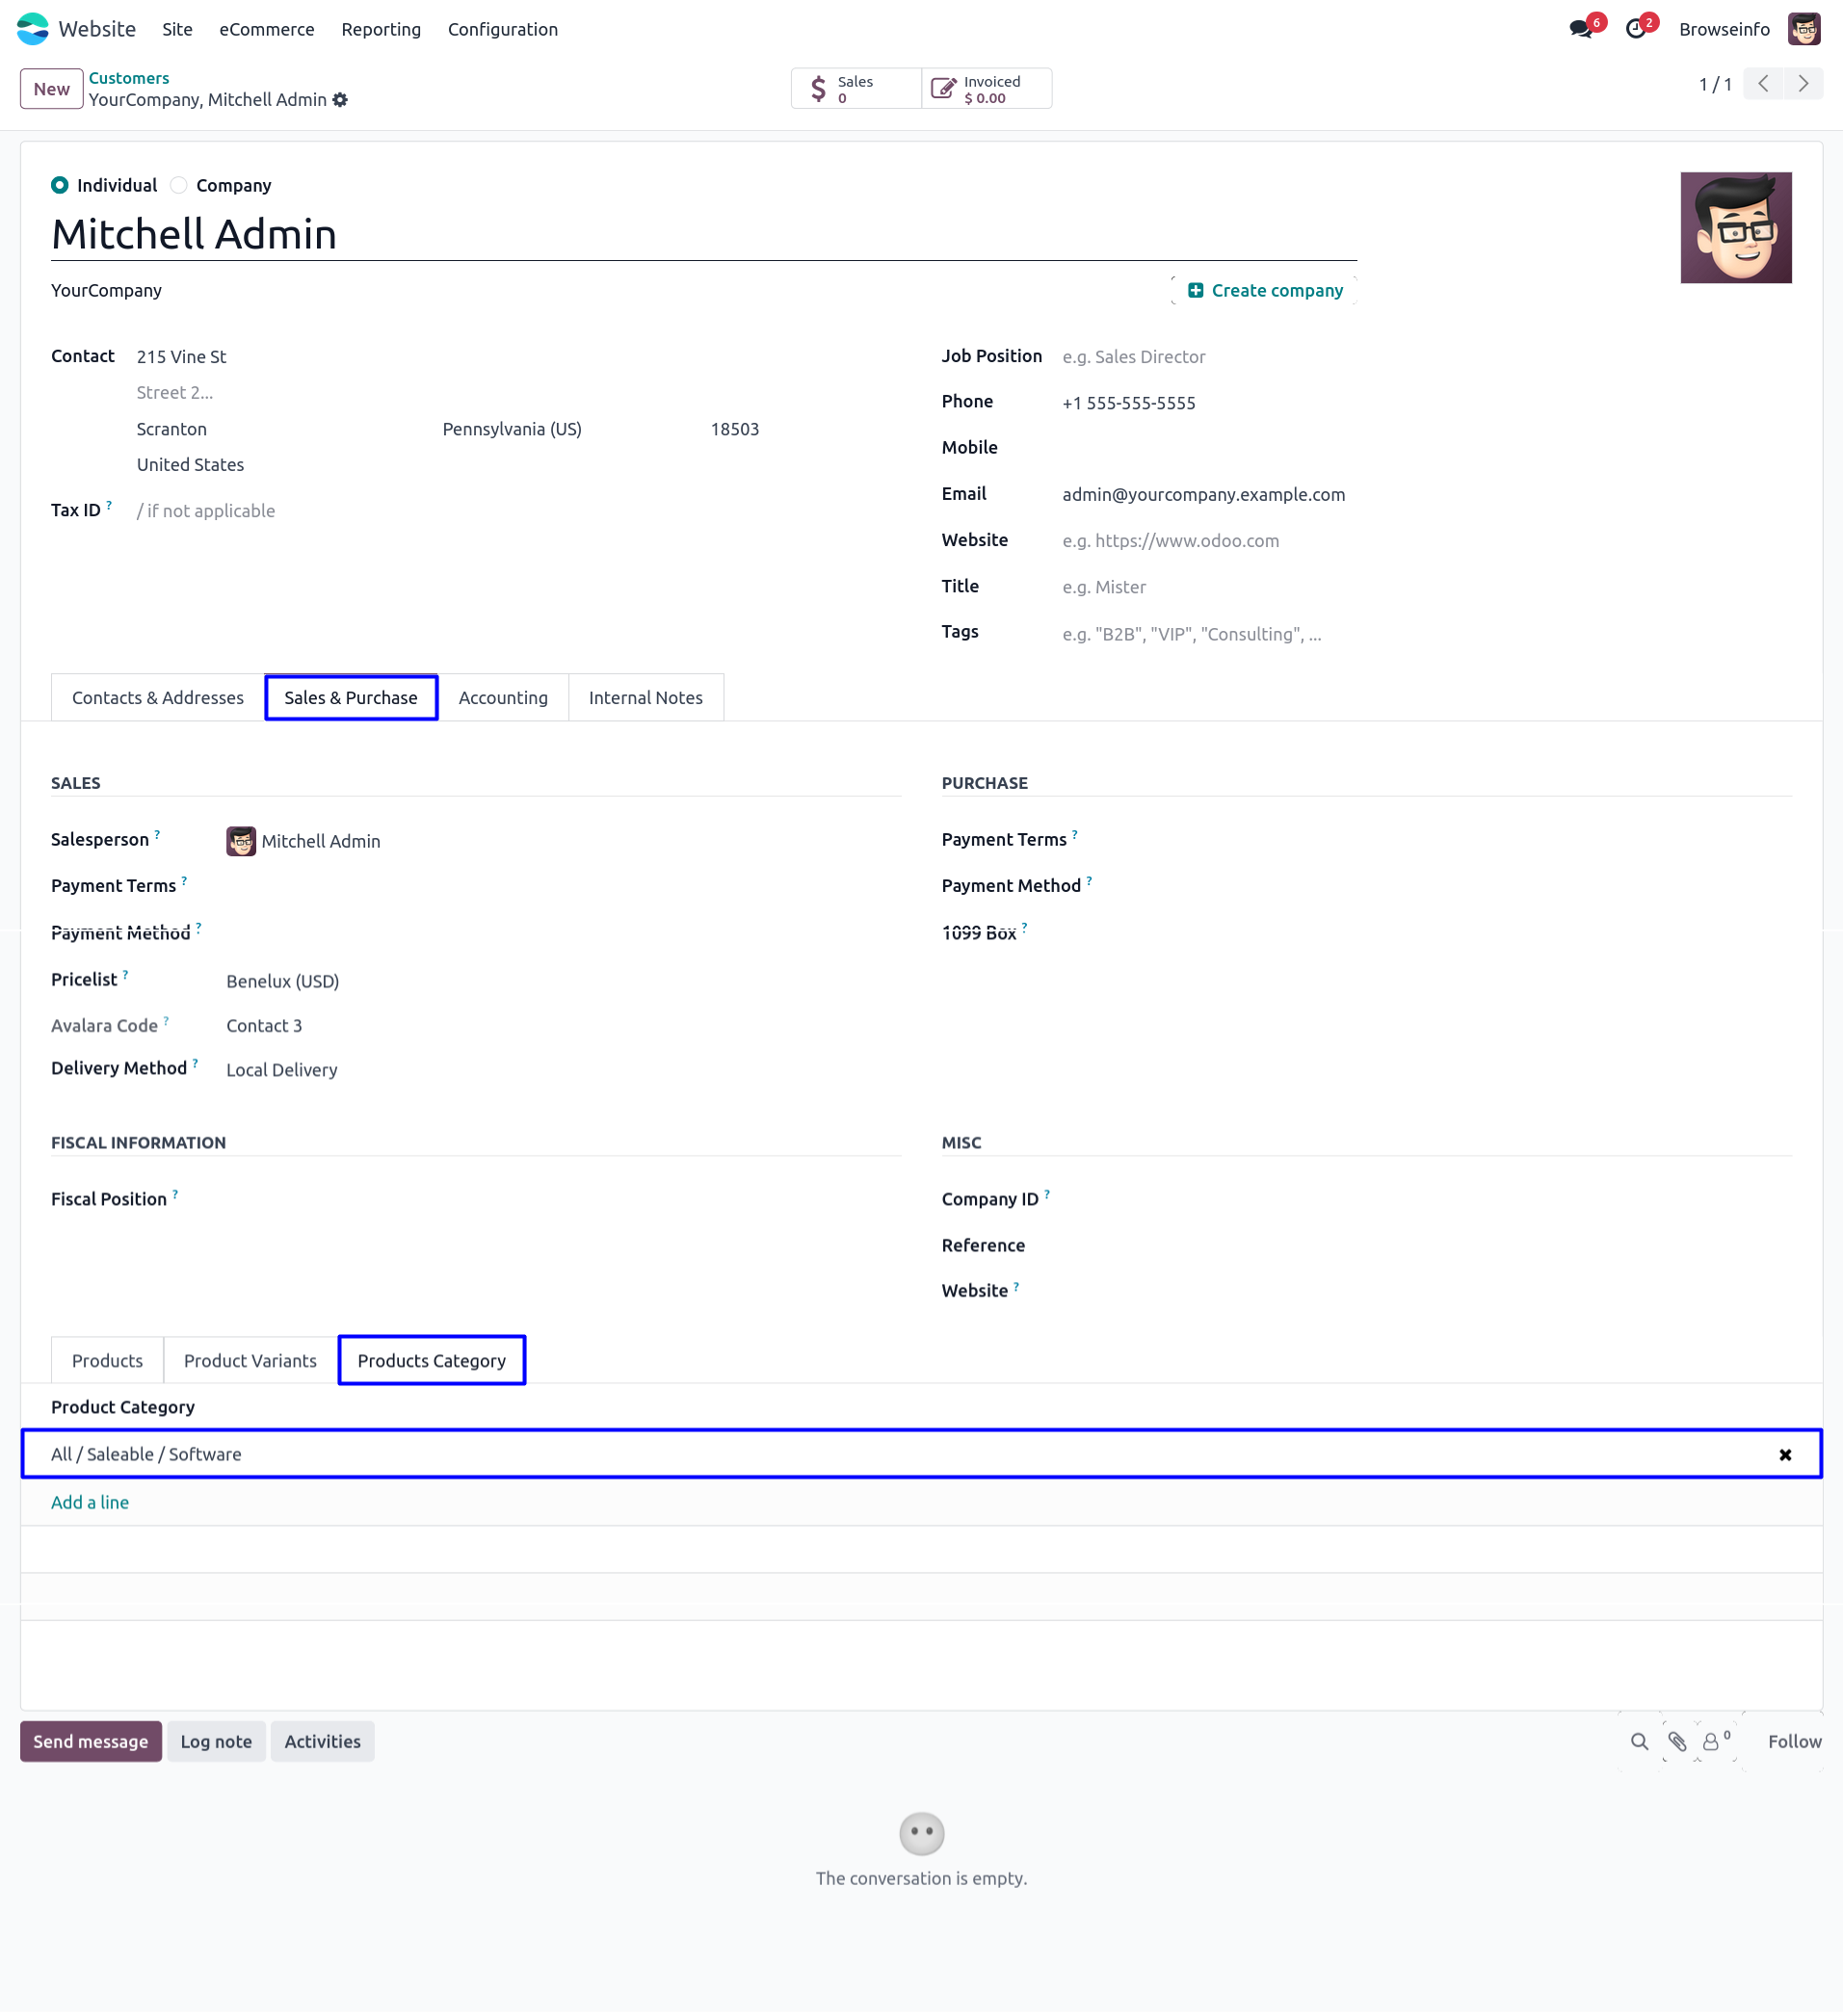 Website Site eCommerce Reporting Configuration 6 2 Browseinfo
New Customers
YourCompany, Mitchell Admin
Sales
0
Invoiced
$ 0.00
1 / 1
Individual Company
Mitchell Admin
YourCompany Create company
Contact 215 Vine St
Street 2...
Scranton Pennsylvania (US) 18503
United States
Tax ID ? / if not applicable
Job Position e.g. Sales Director
Phone +1 555-555-5555
Mobile
Email admin@yourcompany.example.com
Website e.g. https://www.odoo.com
Title e.g. Mister
Tags e.g. "B2B", "VIP", "Consulting", ...
Contacts & Addresses Sales & Purchase Accounting Internal Notes
SALES
Salesperson ? Mitchell Admin
Payment Terms ?
Payment Method ?
Pricelist ? Benelux (USD)
Avalara Code ? Contact 3
Delivery Method ? Local Delivery
PURCHASE
Payment Terms ?
Payment Method ?
1099 Box ?
FISCAL INFORMATION
Fiscal Position ?
MISC
Company ID ?
Reference
Website ?
Products Product Variants Products Category
Product Category
All / Saleable / Software
Add a line
Send message Log note Activities 0 Follow
The conversation is empty.